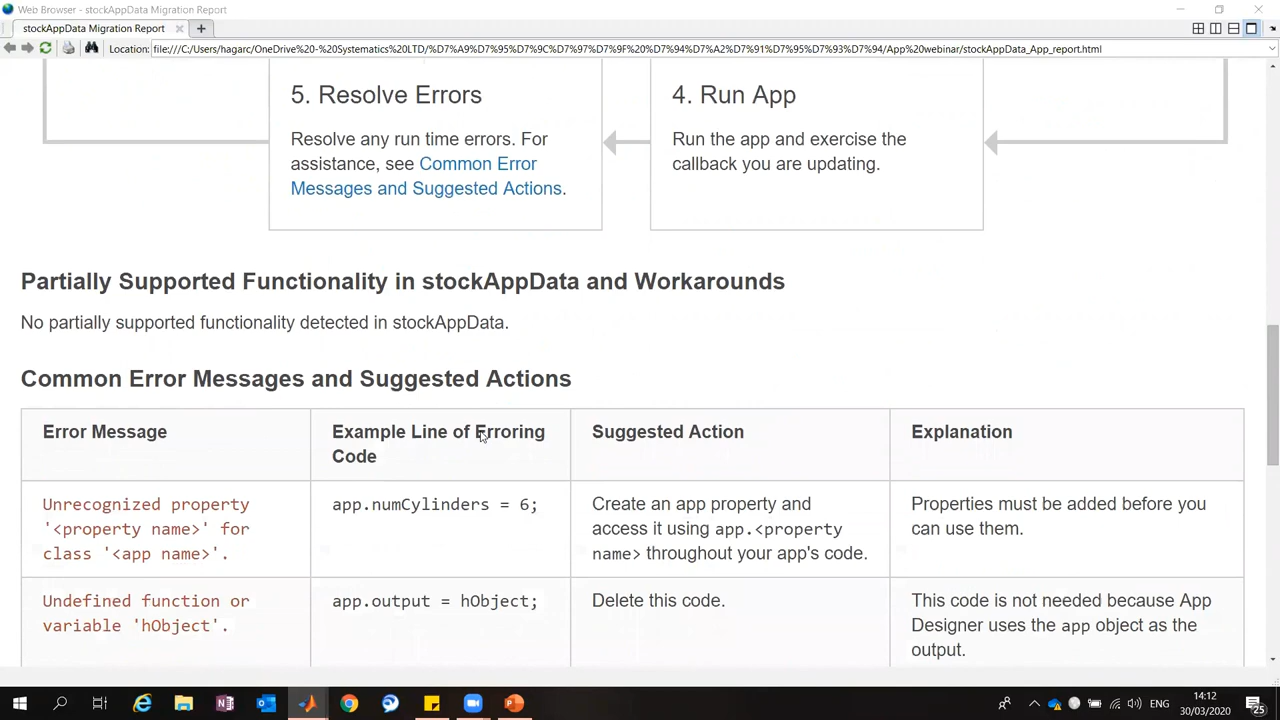 Web Browser - stockAppData Migration Report
stockAppData Migration Report
Location: file:///C:/Users/hagarc/OneDrive%20-%20Systematics%20LTD/%D7%A9%D7%95%D7%9C%D7%97%D7%9F%20%D7%94%D7%A2%D7%91%D7%95%D7%93%D7%94/App%20webinar/stockAppData_App_report.html
5. Resolve Errors
Resolve any run time errors. For
assistance, see Common Error
Messages and Suggested Actions.
4. Run App
Run the app and exercise the
callback you are updating.
Partially Supported Functionality in stockAppData and Workarounds
No partially supported functionality detected in stockAppData.
Common Error Messages and Suggested Actions
Error Message
Example Line of Erroring
Code
Suggested Action
Explanation
Unrecognized property
'<property name>' for
class '<app name>'.
app.numCylinders = 6;
Create an app property and
access it using app.<property
name> throughout your app's code.
Properties must be added before you
can use them.
Undefined function or
variable 'hObject'.
app.output = hObject;
Delete this code.
This code is not needed because App
Designer uses the app object as the
output.
ENG
14:12
30/03/2020
25